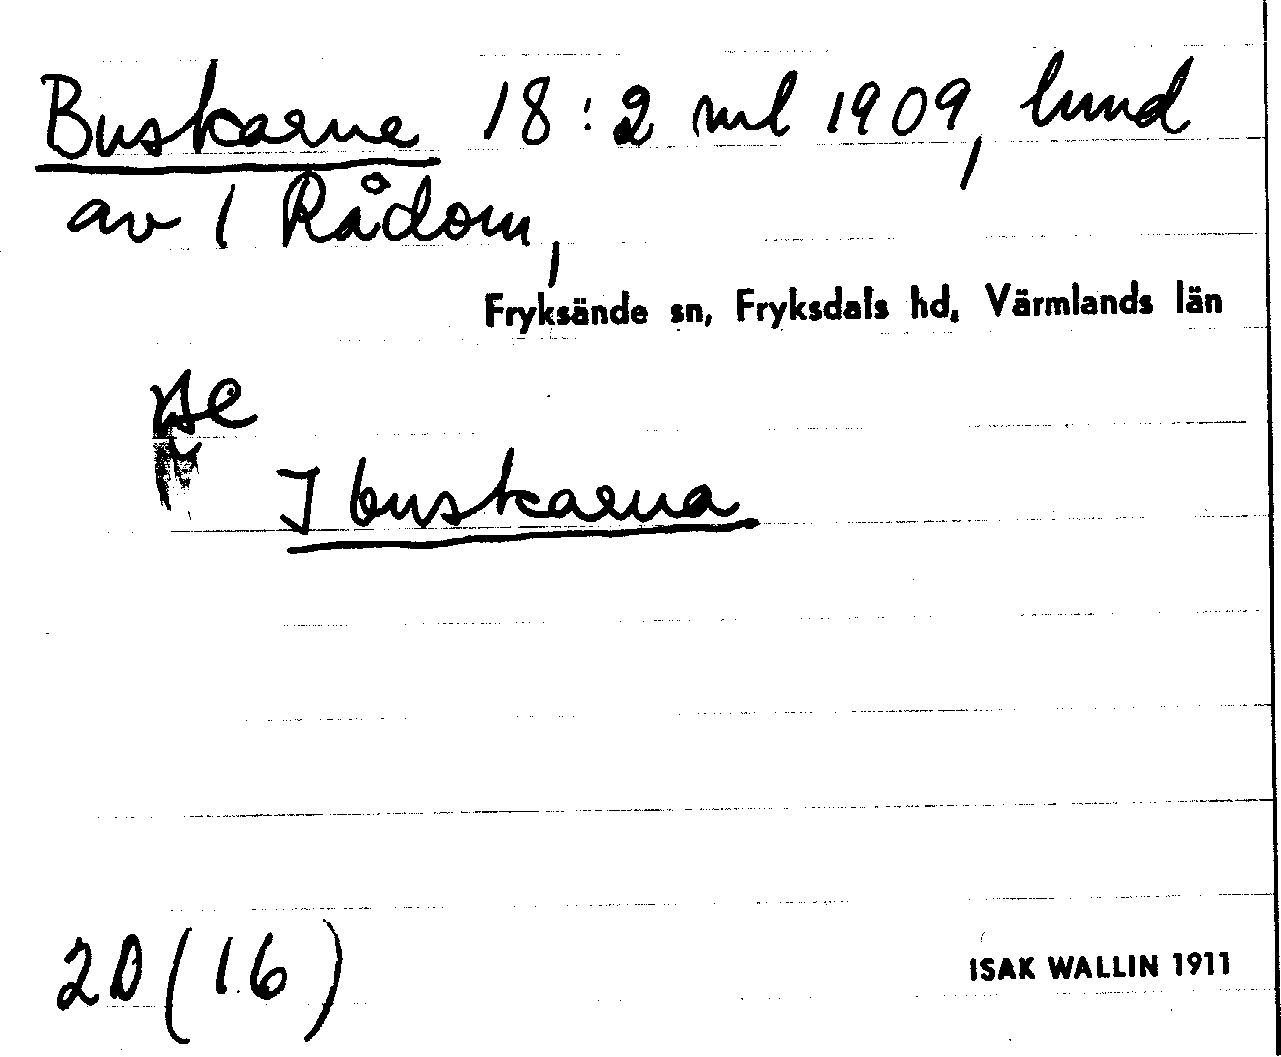 Buskarne 18:2 ml 1909, lund
av 1 Rådom,
Fryksände sn, Fryksdals hd, Värmlands län
se
I buskarna
20 (16)
ISAK WALLIN 1911